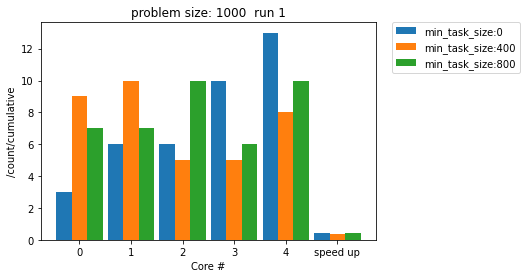 problem size: 1000 run 1
min_task_size:0
min_task_size:400
min_task_size:800
/count/cumulative
12
10
8
6
4
2
0
0 1 2 3 4 speed up
Core #